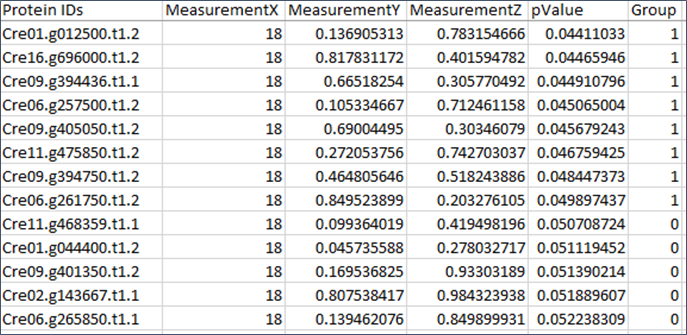 Protein IDs MeasurementX MeasurementY MeasurementZ pValue Group
Cre01.g012500.t1.2 18 0.136905313 0.783154666 0.04411033 1
Cre16.g696000.t1.2 18 0.817831172 0.401594782 0.04465946 1
Cre09.g394436.t1.1 18 0.66518254 0.305770492 0.044910796 1
Cre06.g257500.t1.2 18 0.105334667 0.712461158 0.045065004 1
Cre09.g405050.t1.2 18 0.69004495 0.30346079 0.045679243 1
Cre11.g475850.t1.2 18 0.272053756 0.742703037 0.046759425 1
Cre09.g394750.t1.2 18 0.464805646 0.518243886 0.048447373 1
Cre06.g261750.t1.2 18 0.849523899 0.203276105 0.049897437 1
Cre11.g468359.t1.1 18 0.099364019 0.419498196 0.050708724 0
Cre01.g044400.t1.2 18 0.045735588 0.278032717 0.051119452 0
Cre09.g401350.t1.2 18 0.169536825 0.93303189 0.051390214 0
Cre02.g143667.t1.1 18 0.807538417 0.984323938 0.051889607 0
Cre06.g265850.t1.1 18 0.139462076 0.849899931 0.052238309 0